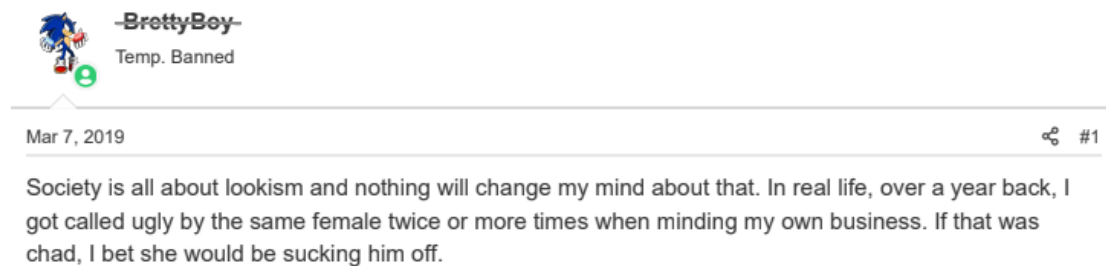 BrettyBoy
Temp. Banned
Mar 7, 2019 #1
Society is all about lookism and nothing will change my mind about that. In real life, over a year back, I
got called ugly by the same female twice or more times when minding my own business. If that was
chad, I bet she would be sucking him off.